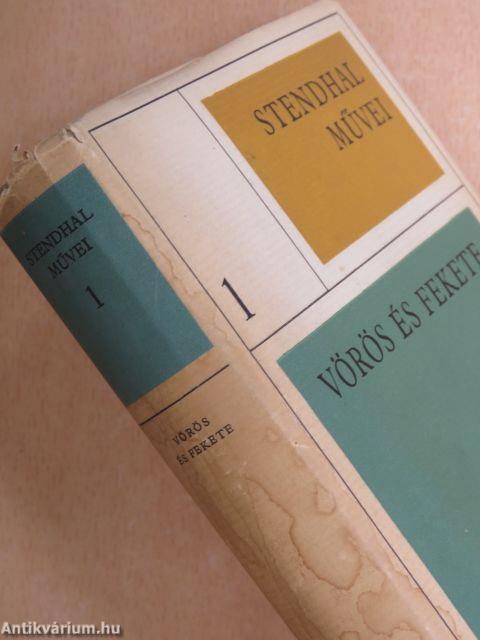 STENDHAL
MŰVEI
1
VÖRÖS ÉS FEKETE
STENDHAL
MŰVEI
1
VÖRÖS
ÉS FEKETE
Antikvárium.hu